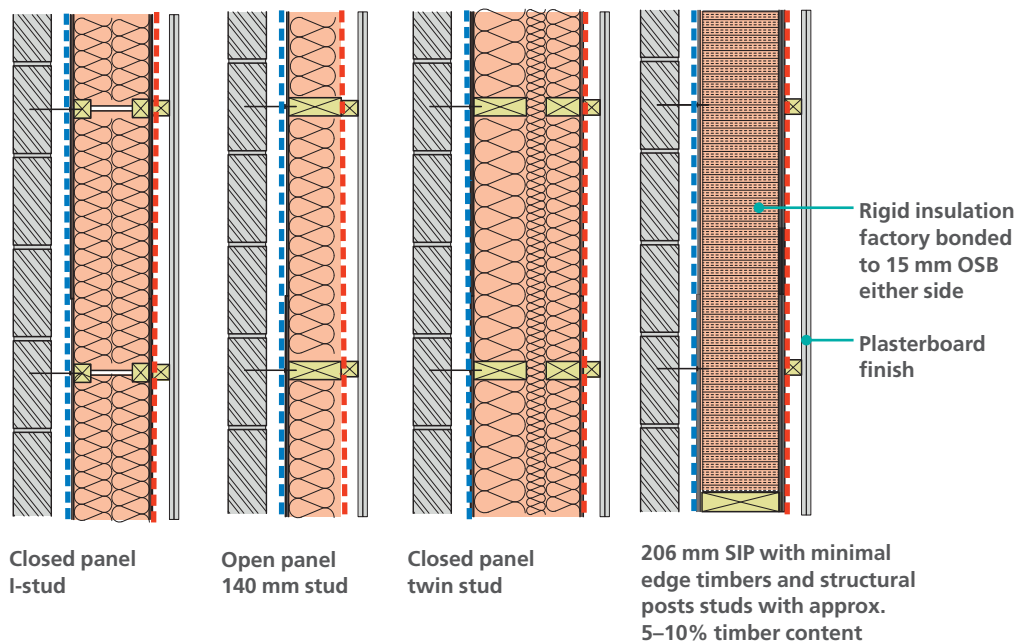 Rigid insulation
factory bonded
to 15 mm OSB
either side
Plasterboard
finish
Closed panel
I-stud
Open panel
140 mm stud
Closed panel
twin stud
206 mm SIP with minimal
edge timbers and structural
posts studs with approx.
5–10% timber content